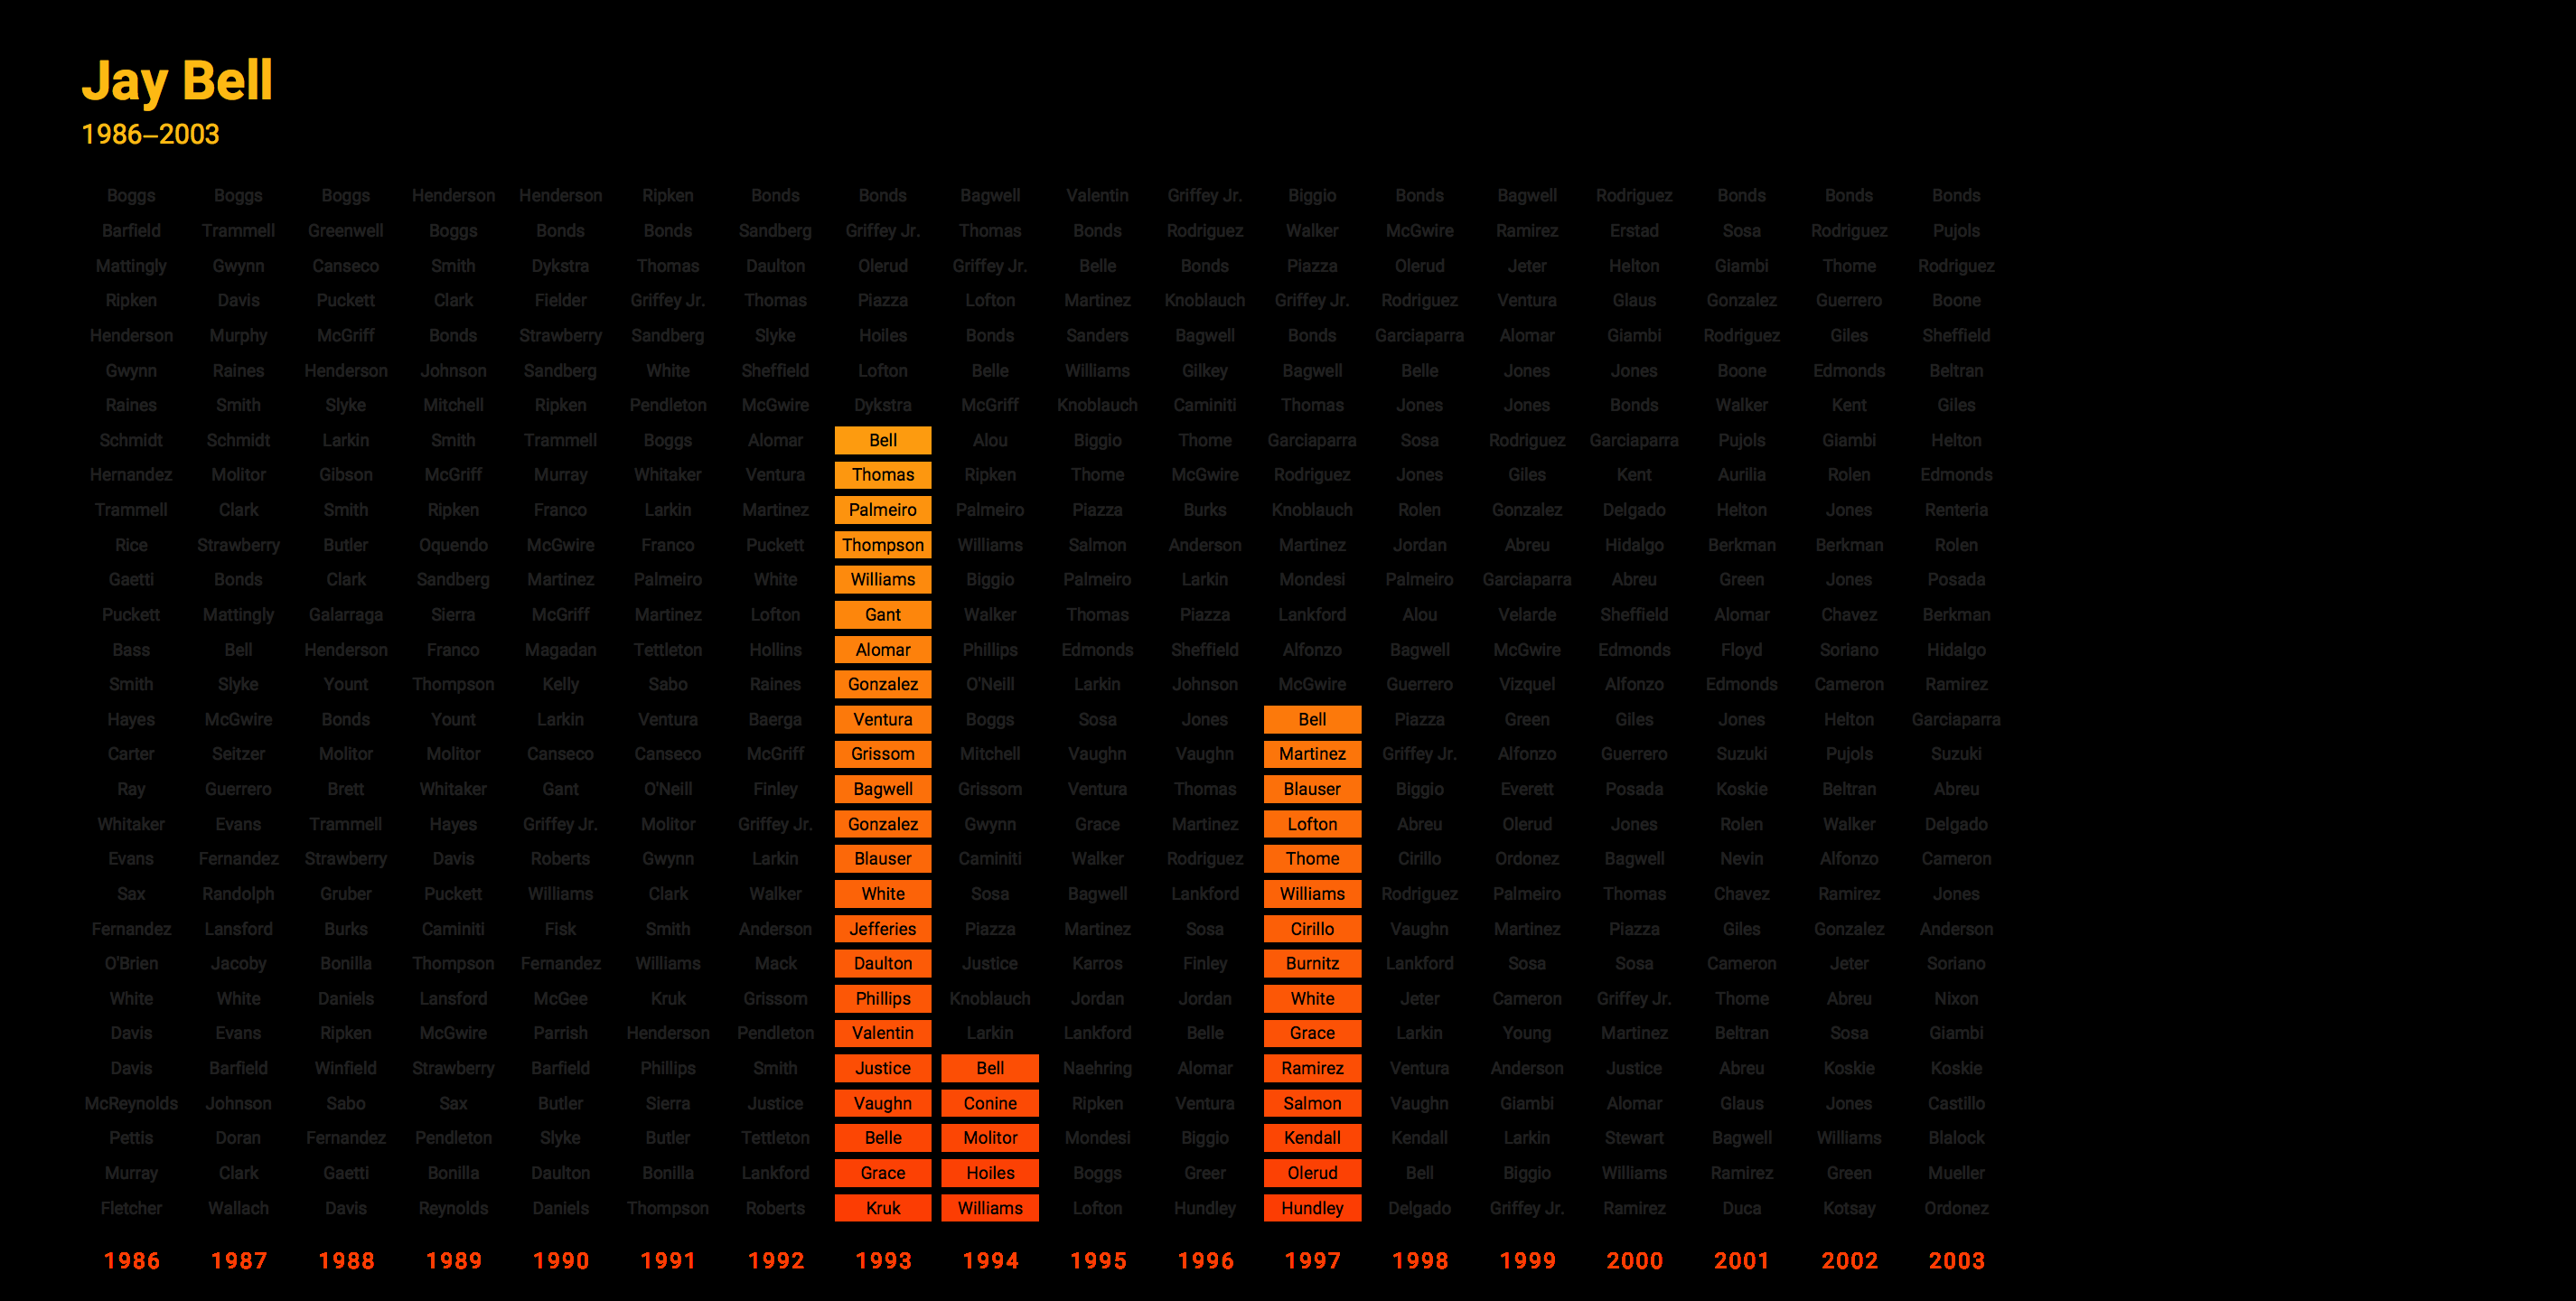 Jay Bell
1986–2003
Boggs Boggs Boggs Henderson Henderson Ripken Bonds Bonds Bagwell Valentin Griffey Jr. Biggio Bonds Bagwell Rodriguez Bonds Bonds Bonds
Barfield Trammell Greenwell Boggs Bonds Bonds Sandberg Griffey Jr. Thomas Bonds Rodriguez Walker McGwire Ramirez Erstad Sosa Rodriguez Pujols
Mattingly Gwynn Canseco Smith Dykstra Thomas Daulton Olerud Griffey Jr. Belle Bonds Piazza Olerud Jeter Helton Giambi Thome Rodriguez
Ripken Davis Puckett Clark Fielder Griffey Jr. Thomas Piazza Lofton Martinez Knoblauch Griffey Jr. Rodriguez Ventura Glaus Gonzalez Guerrero Boone
Henderson Murphy McGriff Bonds Strawberry Sandberg Slyke Hoiles Bonds Sanders Bagwell Bonds Garciaparra Alomar Giambi Rodriguez Giles Sheffield
Gwynn Raines Henderson Johnson Sandberg White Sheffield Lofton Belle Williams Gilkey Bagwell Belle Jones Jones Boone Edmonds Beltran
Raines Smith Slyke Mitchell Ripken Pendleton McGwire Dykstra McGriff Knoblauch Caminiti Thomas Jones Jones Bonds Walker Kent Giles
Schmidt Schmidt Larkin Smith Trammell Boggs Alomar Bell Alou Biggio Thome Garciaparra Sosa Rodriguez Garciaparra Pujols Giambi Helton
Hernandez Molitor Gibson McGriff Murray Whitaker Ventura Thomas Ripken Thome McGwire Rodriguez Jones Giles Kent Aurilia Rolen Edmonds
Trammell Clark Smith Ripken Franco Larkin Martinez Palmeiro Palmeiro Piazza Burks Knoblauch Rolen Gonzalez Delgado Helton Jones Renteria
Rice Strawberry Butler Oquendo McGwire Franco Puckett Thompson Williams Salmon Anderson Martinez Jordan Abreu Hidalgo Berkman Berkman Rolen
Gaetti Bonds Clark Sandberg Martinez Palmeiro White Williams Biggio Palmeiro Larkin Mondesi Palmeiro Garciaparra Abreu Green Jones Posada
Puckett Mattingly Galarraga Sierra McGriff Martinez Lofton Gant Walker Thomas Piazza Lankford Alou Velarde Sheffield Alomar Chavez Berkman
Bass Bell Henderson Franco Magadan Tettleton Hollins Alomar Phillips Edmonds Sheffield Alfonzo Bagwell McGwire Edmonds Floyd Soriano Hidalgo
Smith Slyke Yount Thompson Kelly Sabo Raines Gonzalez O'Neill Larkin Johnson McGwire Guerrero Vizquel Alfonzo Edmonds Cameron Ramirez
Hayes McGwire Bonds Yount Larkin Ventura Baerga Ventura Boggs Sosa Jones Bell Piazza Green Giles Jones Helton Garciaparra
Carter Seitzer Molitor Molitor Canseco Canseco McGriff Grissom Mitchell Vaughn Vaughn Martinez Griffey Jr. Alfonzo Guerrero Suzuki Pujols Suzuki
Ray Guerrero Brett Whitaker Gant O'Neill Finley Bagwell Grissom Ventura Thomas Blauser Biggio Everett Posada Koskie Beltran Abreu
Whitaker Evans Trammell Hayes Griffey Jr. Molitor Griffey Jr. Gonzalez Gwynn Grace Martinez Lofton Abreu Olerud Jones Rolen Walker Delgado
Evans Fernandez Strawberry Davis Roberts Gwynn Larkin Blauser Caminiti Walker Rodriguez Thome Cirillo Ordonez Bagwell Nevin Alfonzo Cameron
Sax Randolph Gruber Puckett Williams Clark Walker White Sosa Bagwell Lankford Williams Rodriguez Palmeiro Thomas Chavez Ramirez Jones
Fernandez Lansford Burks Caminiti Fisk Smith Anderson Jefferies Piazza Martinez Sosa Cirillo Vaughn Martinez Piazza Giles Gonzalez Anderson
O'Brien Jacoby Bonilla Thompson Fernandez Williams Mack Daulton Justice Karros Finley Burnitz Lankford Sosa Sosa Cameron Jeter Soriano
White White Daniels Lansford McGee Kruk Grissom Phillips Knoblauch Jordan Jordan White Jeter Cameron Griffey Jr. Thome Abreu Nixon
Davis Evans Ripken McGwire Parrish Henderson Pendleton Valentin Larkin Lankford Belle Grace Larkin Young Martinez Beltran Sosa Giambi
Davis Barfield Winfield Strawberry Barfield Phillips Smith Justice Bell Naehring Alomar Ramirez Ventura Anderson Justice Abreu Koskie Koskie
McReynolds Johnson Sabo Sax Butler Sierra Justice Vaughn Conine Ripken Ventura Salmon Vaughn Giambi Alomar Glaus Jones Castillo
Pettis Doran Fernandez Pendleton Slyke Butler Tettleton Belle Molitor Mondesi Biggio Kendall Kendall Larkin Stewart Bagwell Williams Blalock
Murray Clark Gaetti Bonilla Daulton Bonilla Lankford Grace Hoiles Boggs Greer Olerud Bell Biggio Williams Ramirez Green Mueller
Fletcher Wallach Davis Reynolds Daniels Thompson Roberts Kruk Williams Lofton Hundley Hundley Delgado Griffey Jr. Ramirez Duca Kotsay Ordonez
1986 1987 1988 1989 1990 1991 1992 1993 1994 1995 1996 1997 1998 1999 2000 2001 2002 2003